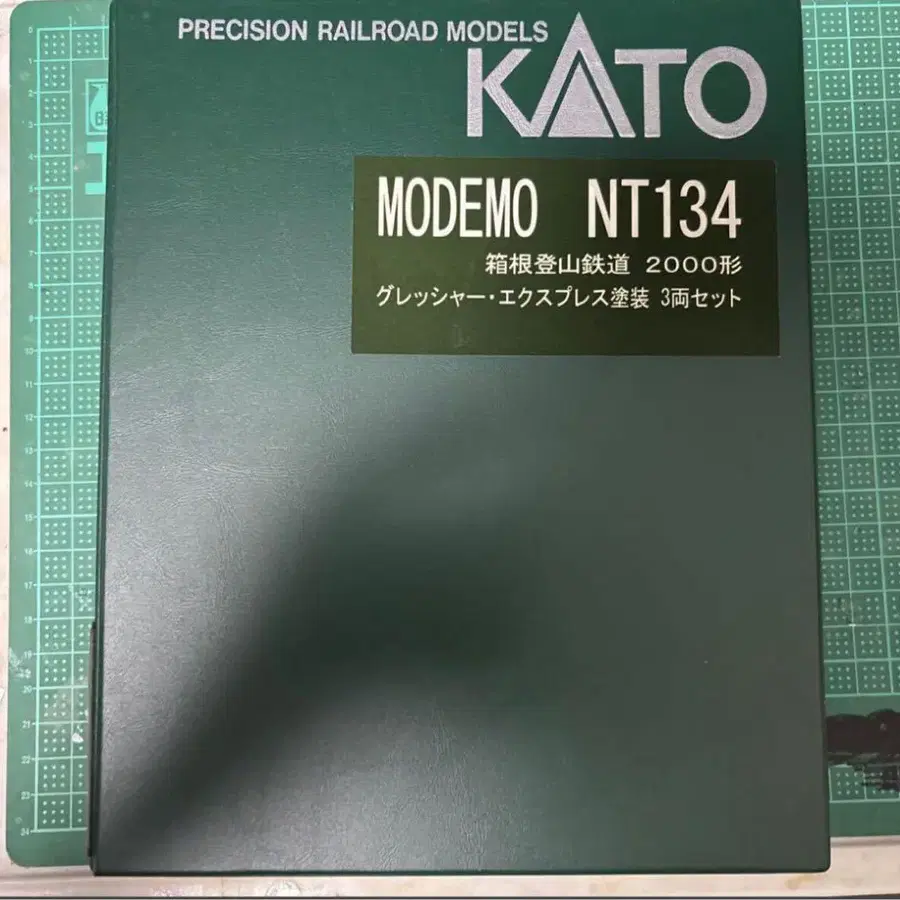 PRECISION RAILROAD MODELS
KATO
MODEMO NT134
箱根登山鉄道 2000形
グレッシャー・エクスプレス塗装 3両セット